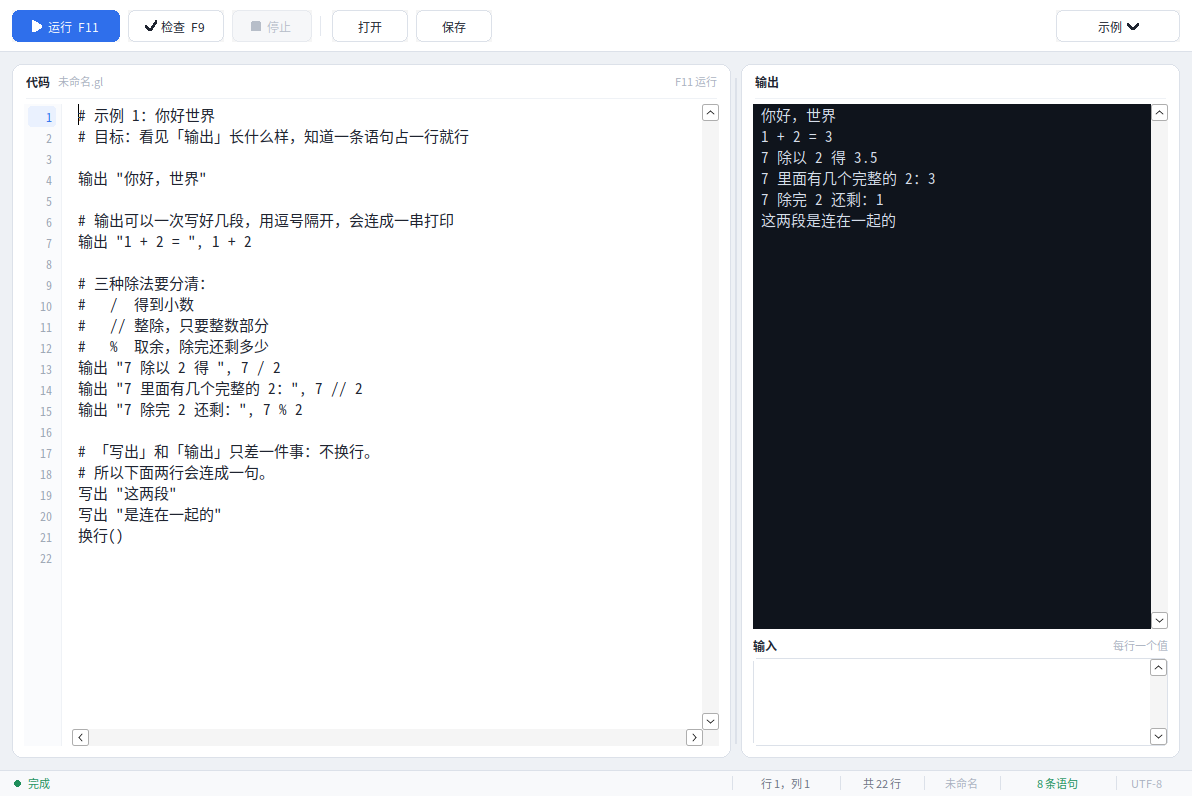 运行 F11 检查 F9 停止 打开 保存 示例
代码 未命名.gl F11 运行
1 # 示例 1: 你好世界
2 # 目标: 看见「输出」长什么样, 知道一条语句占一行就行
3
4 输出 "你好, 世界"
5
6 # 输出可以一次写好几段, 用逗号隔开, 会连成一串打印
7 输出 "1 + 2 = ", 1 + 2
8
9 # 三种除法要分清:
10 #   /  得到小数
11 #   // 整除, 只要整数部分
12 #   %  取余, 除完还剩多少
13 输出 "7 除以 2 得 ", 7 / 2
14 输出 "7 里面有几个完整的 2: ", 7 // 2
15 输出 "7 除完 2 还剩: ", 7 % 2
16
17 # 「写出」和「输出」只差一件事: 不换行。
18 # 所以下面两行会连成一句。
19 写出 "这两段"
20 写出 "是连在一起的"
21 换行()
22
输出
你好, 世界
1 + 2 = 3
7 除以 2 得 3.5
7 里面有几个完整的 2: 3
7 除完 2 还剩: 1
这两段是连在一起的
输入 每行一个值
完成 行 1, 列 1 共 22 行 未命名 8 条语句 UTF-8